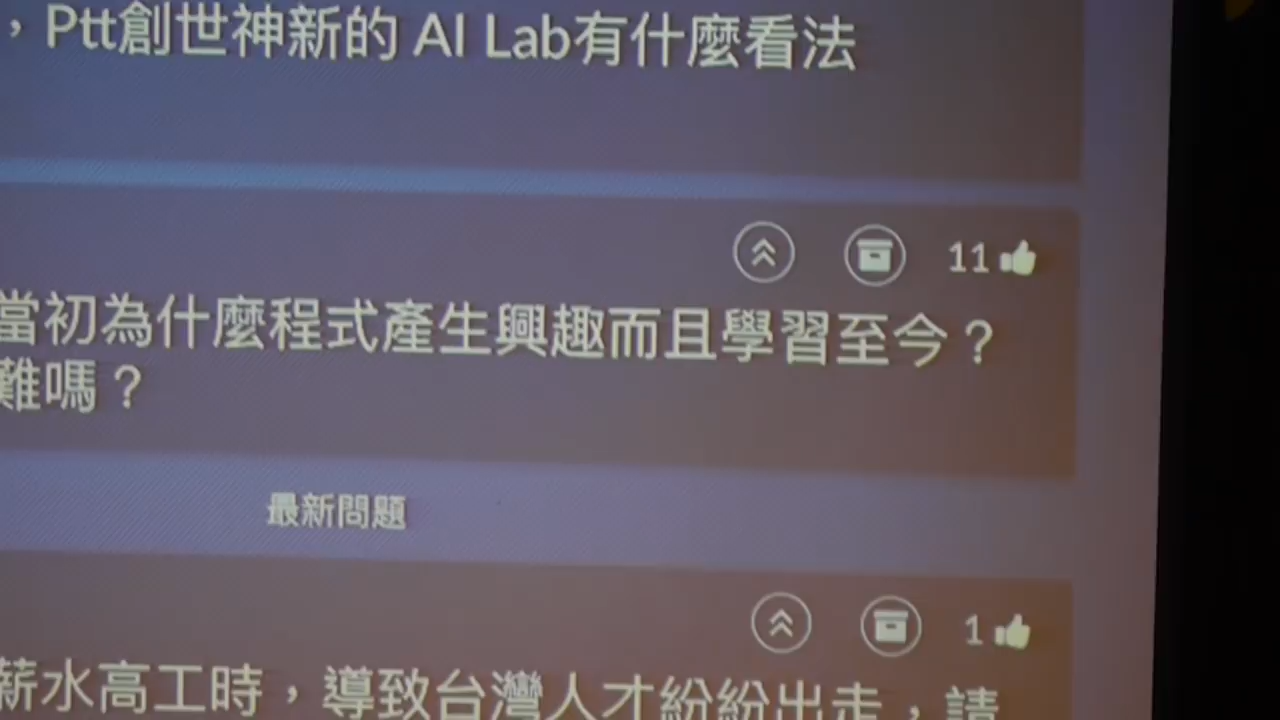 ，Ptt創世神新的 AI Lab有什麼看法
11
當初為什麼程式產生興趣而且學習至今？
難嗎？
最新問題
1
薪水高工時，導致台灣人才紛紛出走，請